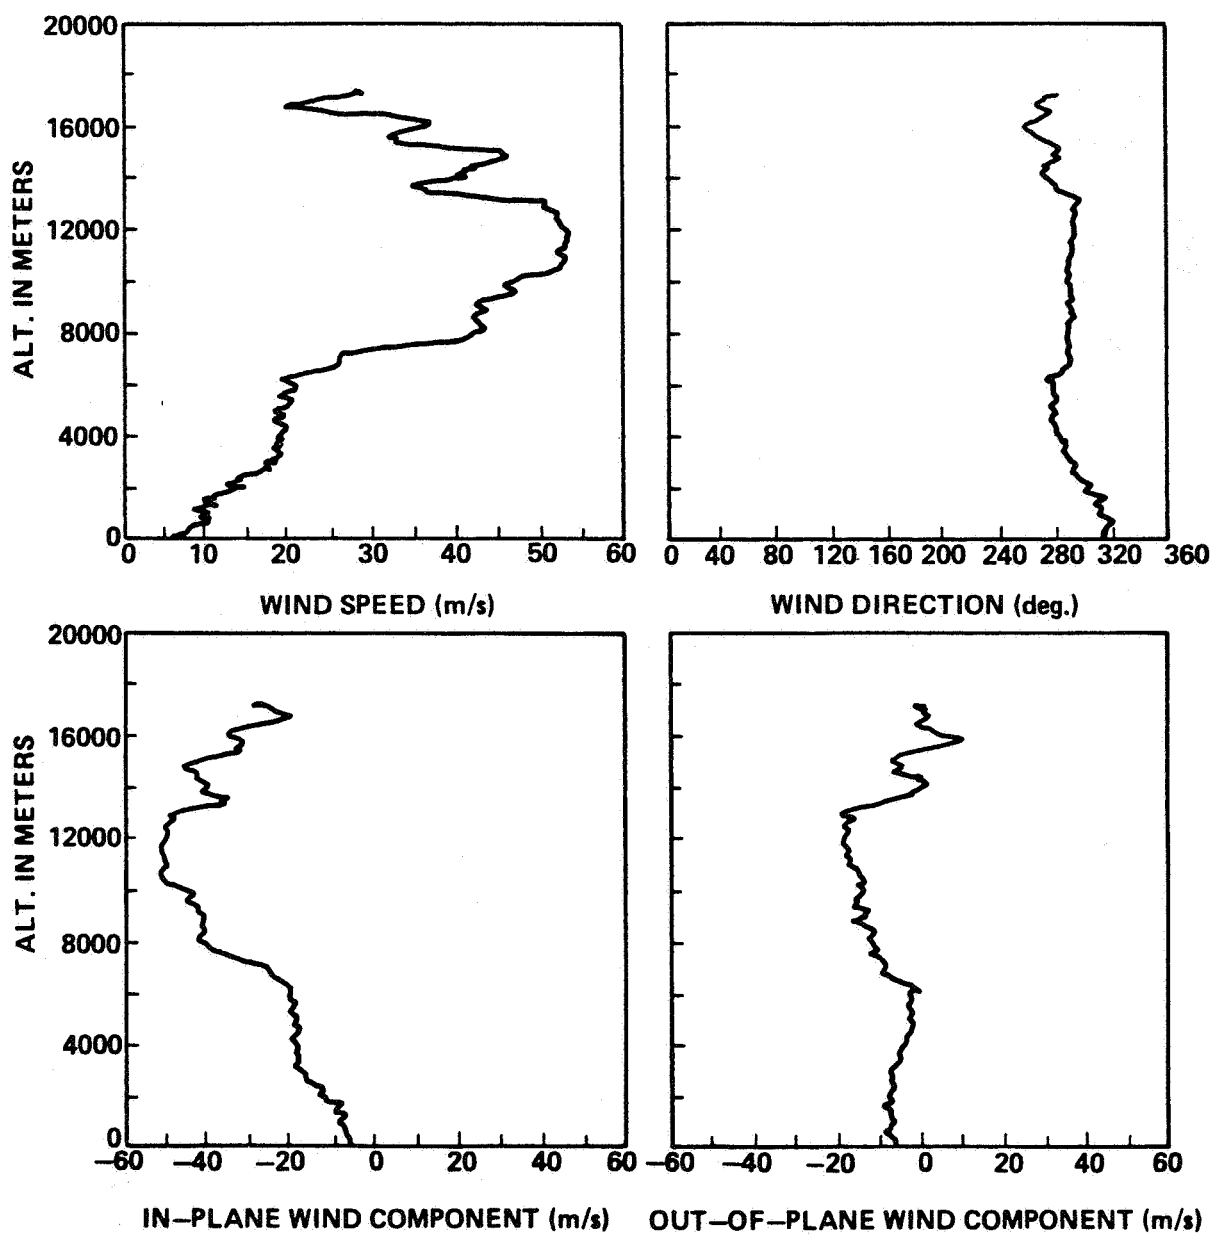 20000
16000
12000
8000
4000
0
ALT. IN METERS
0 10 20 30 40 50 60
WIND SPEED (m/s)
0 40 80 120 160 200 240 280 320 360
WIND DIRECTION (deg.)
20000
16000
12000
8000
4000
0
ALT. IN METERS
−60 −40 −20 0 20 40 60
IN−PLANE WIND COMPONENT (m/s)
−60 −40 −20 0 20 40 60
OUT−OF−PLANE WIND COMPONENT (m/s)